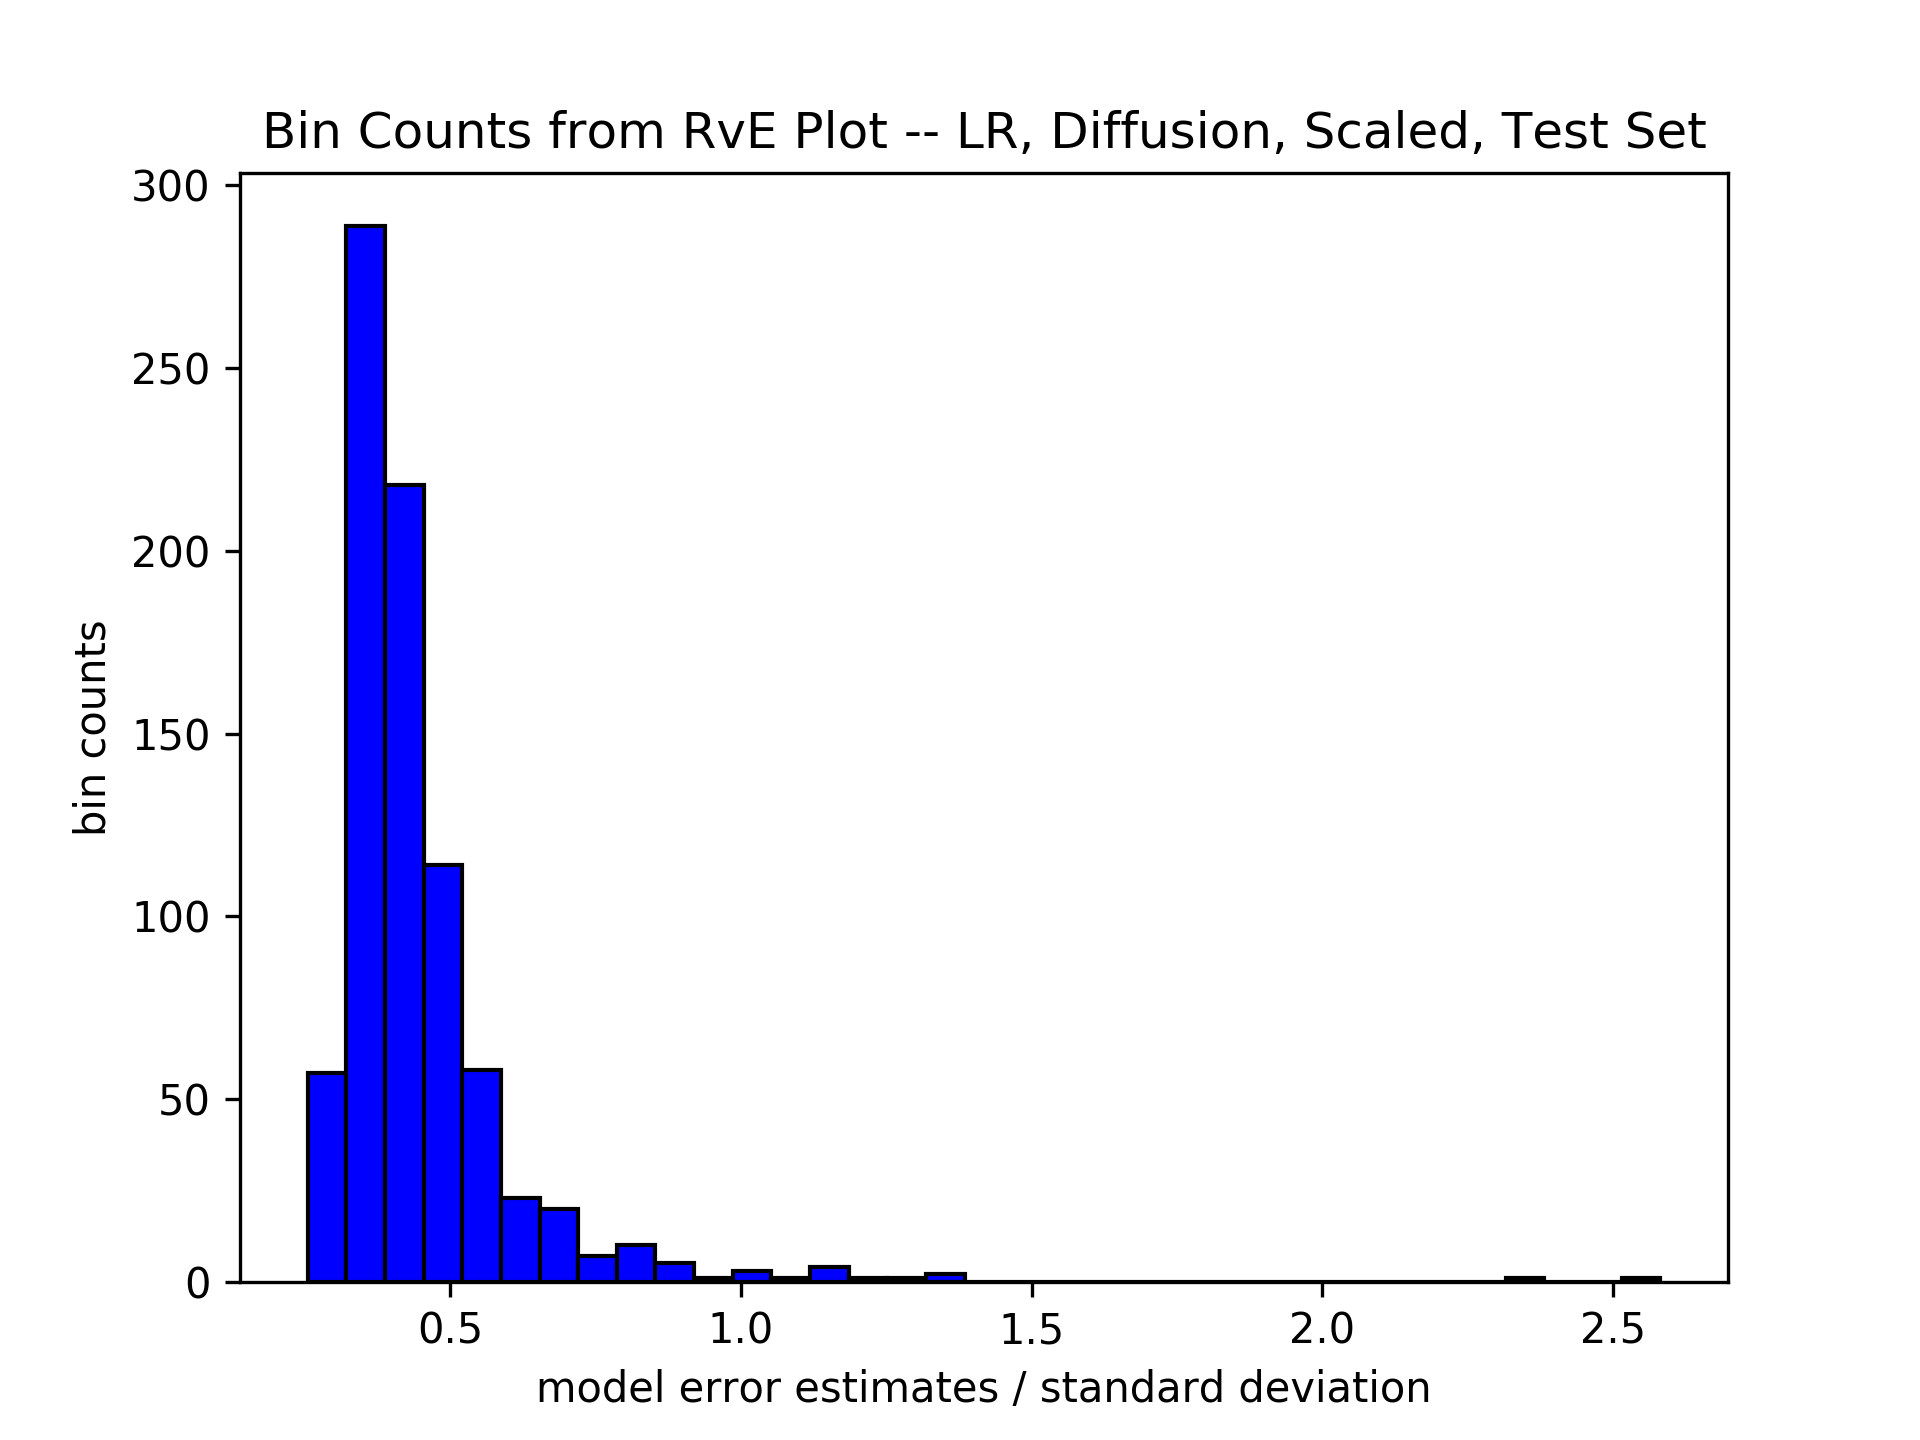 Bin Counts from RvE Plot -- LR, Diffusion, Scaled, Test Set
300
250
200
150
100
50
0
bin counts
0.5 1.0 1.5 2.0 2.5
model error estimates / standard deviation